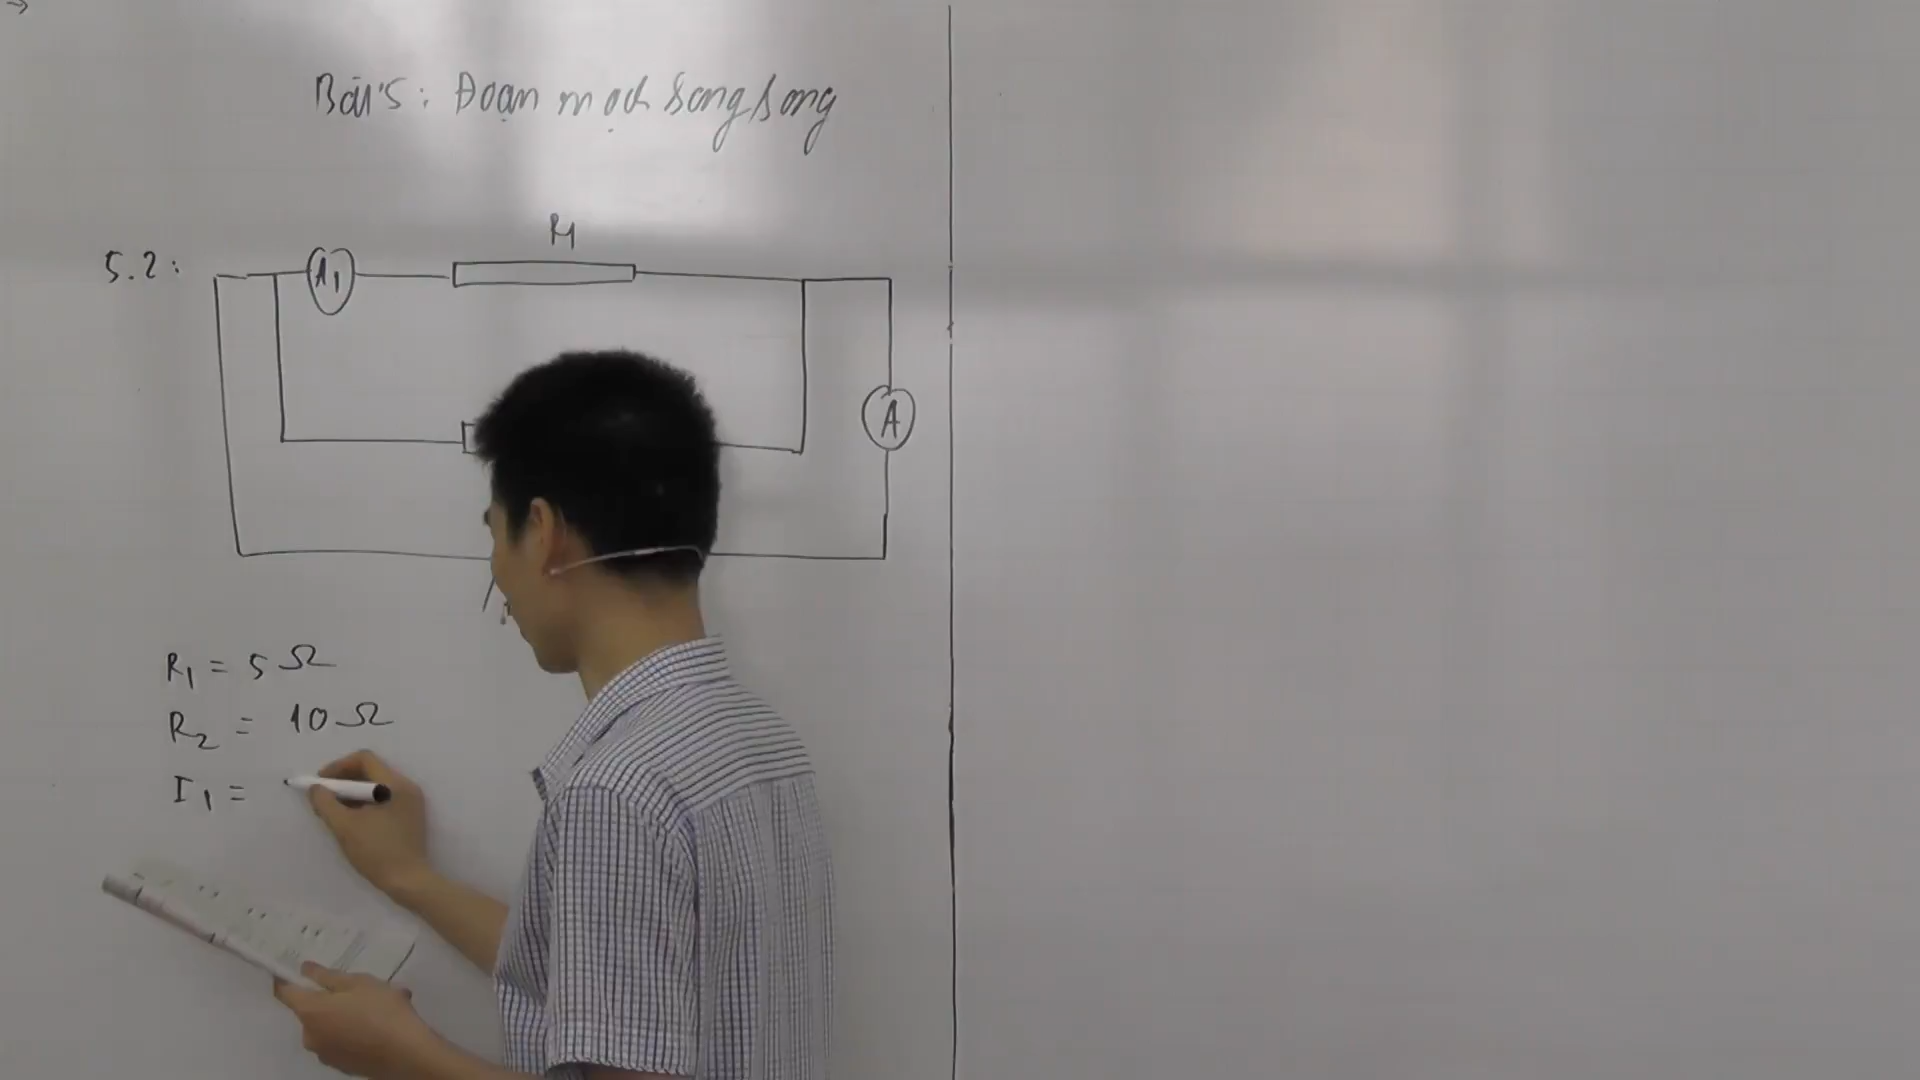 Bài 5: Đoạn mạch song song
5.2:
R1
A1
A
R1 = 5 Ω
R2 = 10 Ω
I1 =